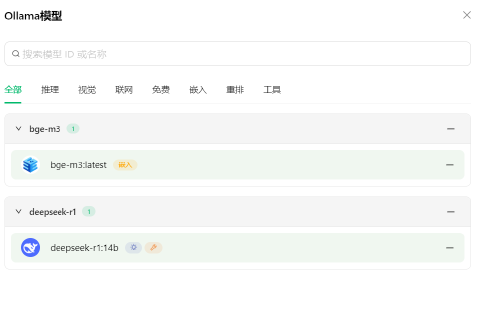 Ollama模型
搜索模型 ID 或名称
全部 推理 视觉 联网 免费 嵌入 重排 工具
bge-m3 1
bge-m3:latest 嵌入
deepseek-r1 1
deepseek-r1:14b